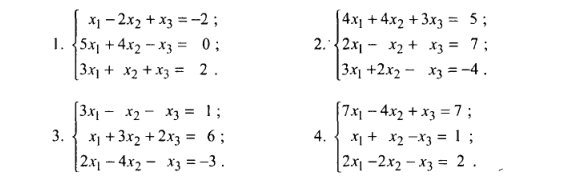 1. { x₁ − 2x₂ + x₃ = −2 ;
5x₁ + 4x₂ − x₃ = 0 ;
3x₁ + x₂ + x₃ = 2 .
2. { 4x₁ + 4x₂ + 3x₃ = 5 ;
2x₁ − x₂ + x₃ = 7 ;
3x₁ + 2x₂ − x₃ = −4 .
3. { 3x₁ − x₂ − x₃ = 1 ;
x₁ + 3x₂ + 2x₃ = 6 ;
2x₁ − 4x₂ − x₃ = −3 .
4. { 7x₁ − 4x₂ + x₃ = 7 ;
x₁ + x₂ − x₃ = 1 ;
2x₁ − 2x₂ − x₃ = 2 .